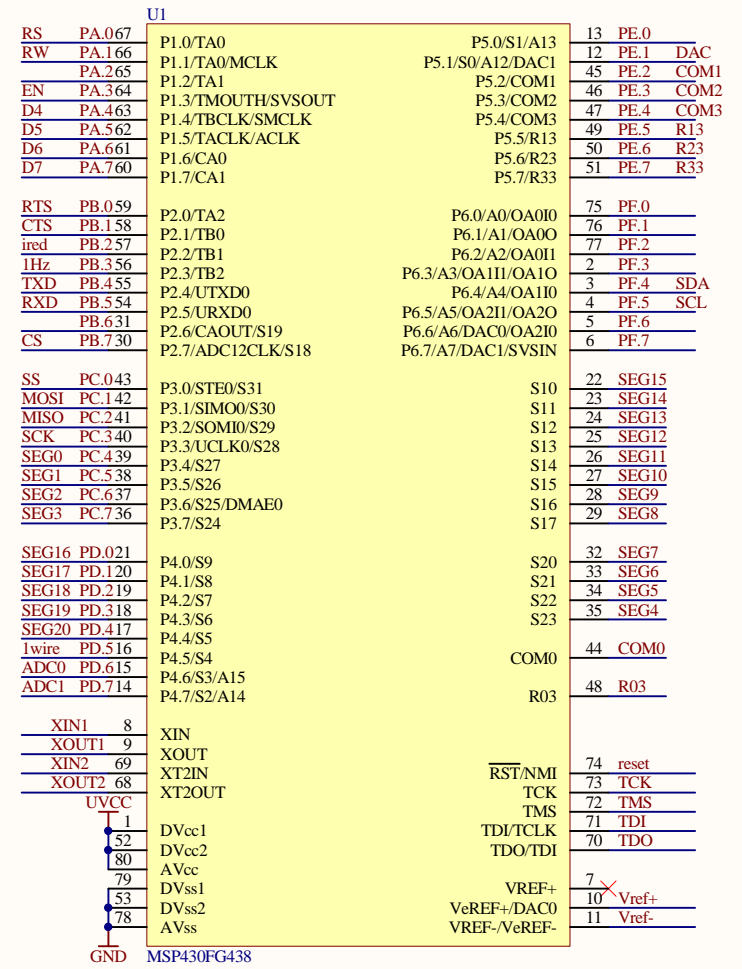 U1
RS PA.0 67 P1.0/TA0 P5.0/S1/A13 13 PE.0
RW PA.1 66 P1.1/TA0/MCLK P5.1/S0/A12/DAC1 12 PE.1 DAC
PA.2 65 P1.2/TA1 P5.2/COM1 45 PE.2 COM1
EN PA.3 64 P1.3/TMOUTH/SVSOUT P5.3/COM2 46 PE.3 COM2
D4 PA.4 63 P1.4/TBCLK/SMCLK P5.4/COM3 47 PE.4 COM3
D5 PA.5 62 P1.5/TACLK/ACLK P5.5/R13 49 PE.5 R13
D6 PA.6 61 P1.6/CA0 P5.6/R23 50 PE.6 R23
D7 PA.7 60 P1.7/CA1 P5.7/R33 51 PE.7 R33
RTS PB.0 59 P2.0/TA2 P6.0/A0/OA0I0 75 PF.0
CTS PB.1 58 P2.1/TB0 P6.1/A1/OA0O 76 PF.1
ired PB.2 57 P2.2/TB1 P6.2/A2/OA0I1 77 PF.2
1Hz PB.3 56 P2.3/TB2 P6.3/A3/OA1I1/OA1O 2 PF.3
TXD PB.4 55 P2.4/UTXD0 P6.4/A4/OA1I0 3 PF.4 SDA
RXD PB.5 54 P2.5/URXD0 P6.5/A5/OA2I1/OA2O 4 PF.5 SCL
PB.6 31 P2.6/CAOUT/S19 P6.6/A6/DAC0/OA2I0 5 PF.6
CS PB.7 30 P2.7/ADC12CLK/S18 P6.7/A7/DAC1/SVSIN 6 PF.7
SS PC.0 43 P3.0/STE0/S31 S10 22 SEG15
MOSI PC.1 42 P3.1/SIMO0/S30 S11 23 SEG14
MISO PC.2 41 P3.2/SOMI0/S29 S12 24 SEG13
SCK PC.3 40 P3.3/UCLK0/S28 S13 25 SEG12
SEG0 PC.4 39 P3.4/S27 S14 26 SEG11
SEG1 PC.5 38 P3.5/S26 S15 27 SEG10
SEG2 PC.6 37 P3.6/S25/DMAE0 S16 28 SEG9
SEG3 PC.7 36 P3.7/S24 S17 29 SEG8
SEG16 PD.0 21 P4.0/S9 S20 32 SEG7
SEG17 PD.1 20 P4.1/S8 S21 33 SEG6
SEG18 PD.2 19 P4.2/S7 S22 34 SEG5
SEG19 PD.3 18 P4.3/S6 S23 35 SEG4
SEG20 PD.4 17 P4.4/S5
1wire PD.5 16 P4.5/S4 COM0 44 COM0
ADC0 PD.6 15 P4.6/S3/A15
ADC1 PD.7 14 P4.7/S2/A14 R03 48 R03
XIN1 8 XIN
XOUT1 9 XOUT
XIN2 69 XT2IN RST/NMI 74 reset
XOUT2 68 XT2OUT TCK 73 TCK
UVCC TMS 72 TMS
1 DVcc1 TDI/TCLK 71 TDI
52 DVcc2 TDO/TDI 70 TDO
80 AVcc
79 DVss1 VREF+ 7
53 DVss2 VeREF+/DAC0 10 Vref+
78 AVss VREF-/VeREF- 11 Vref-
GND MSP430FG438